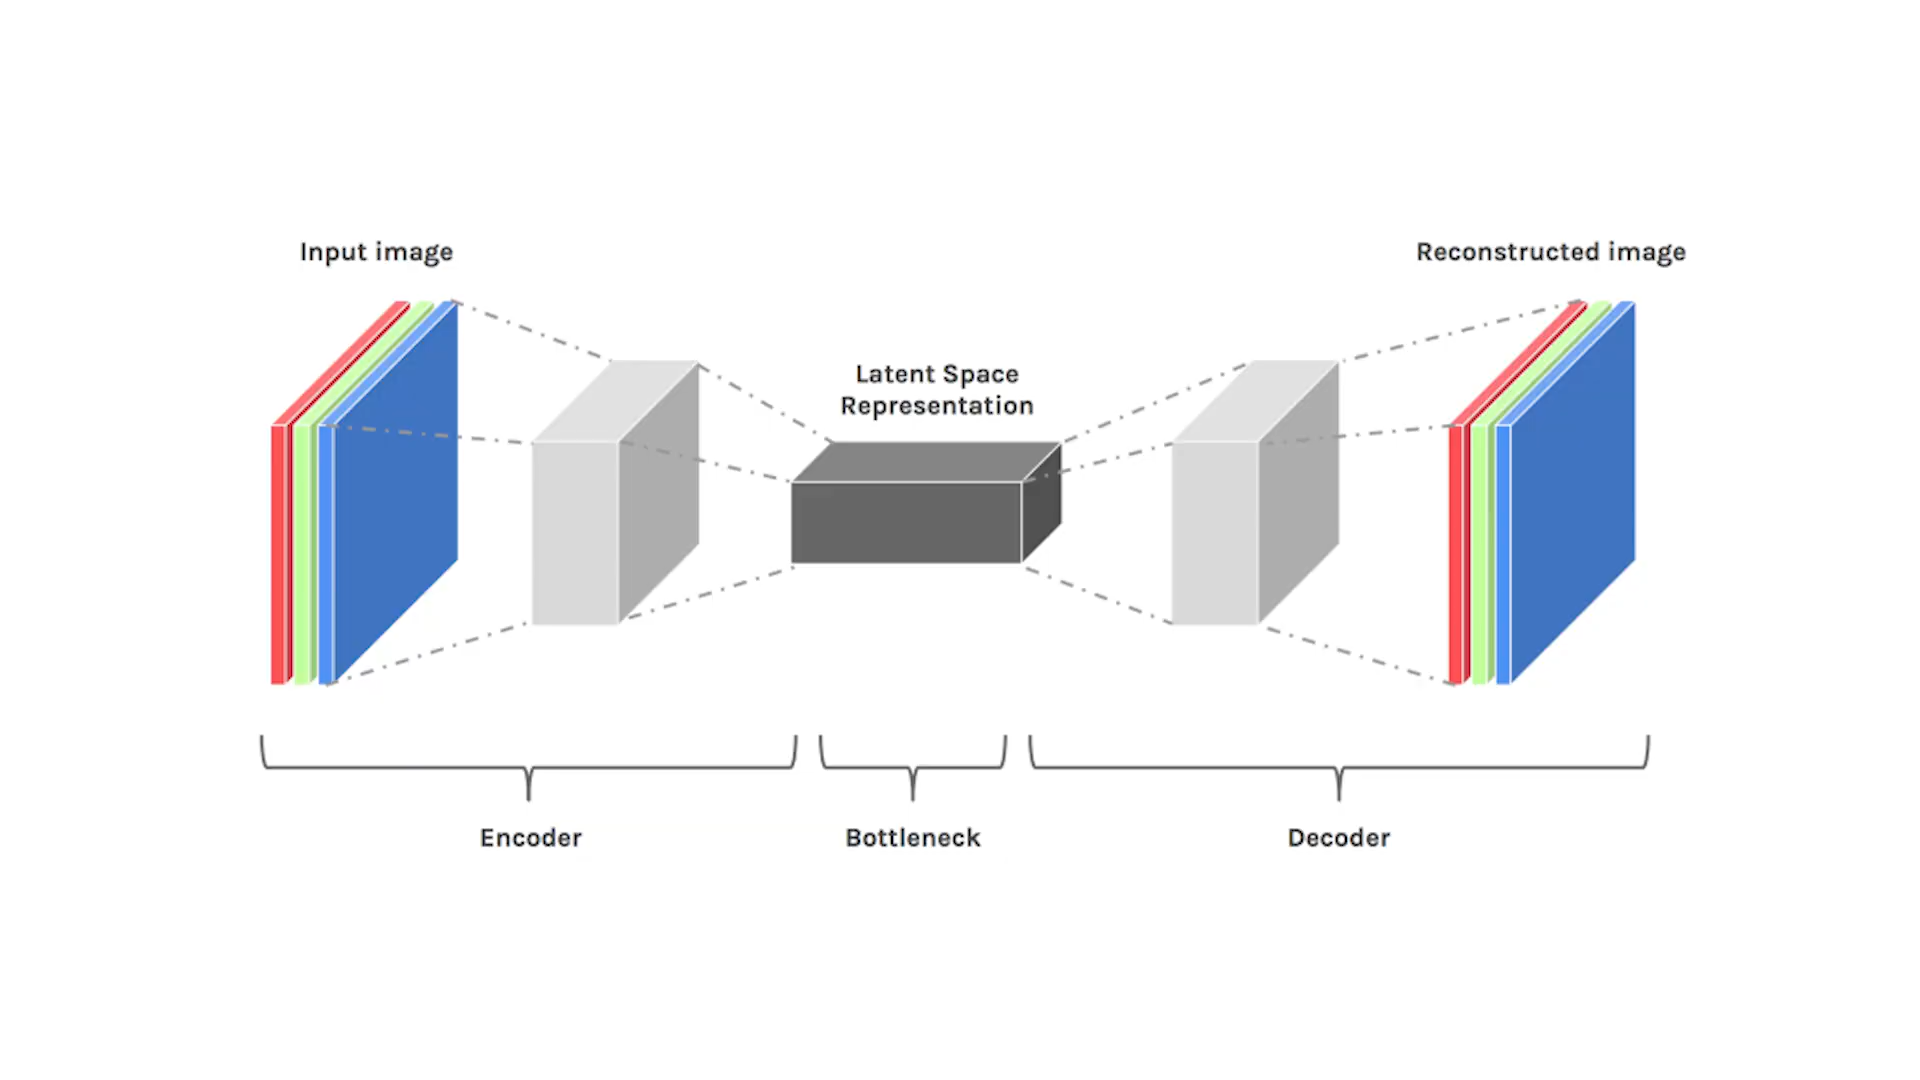 Input image
Reconstructed image
Latent Space
Representation
Encoder
Bottleneck
Decoder